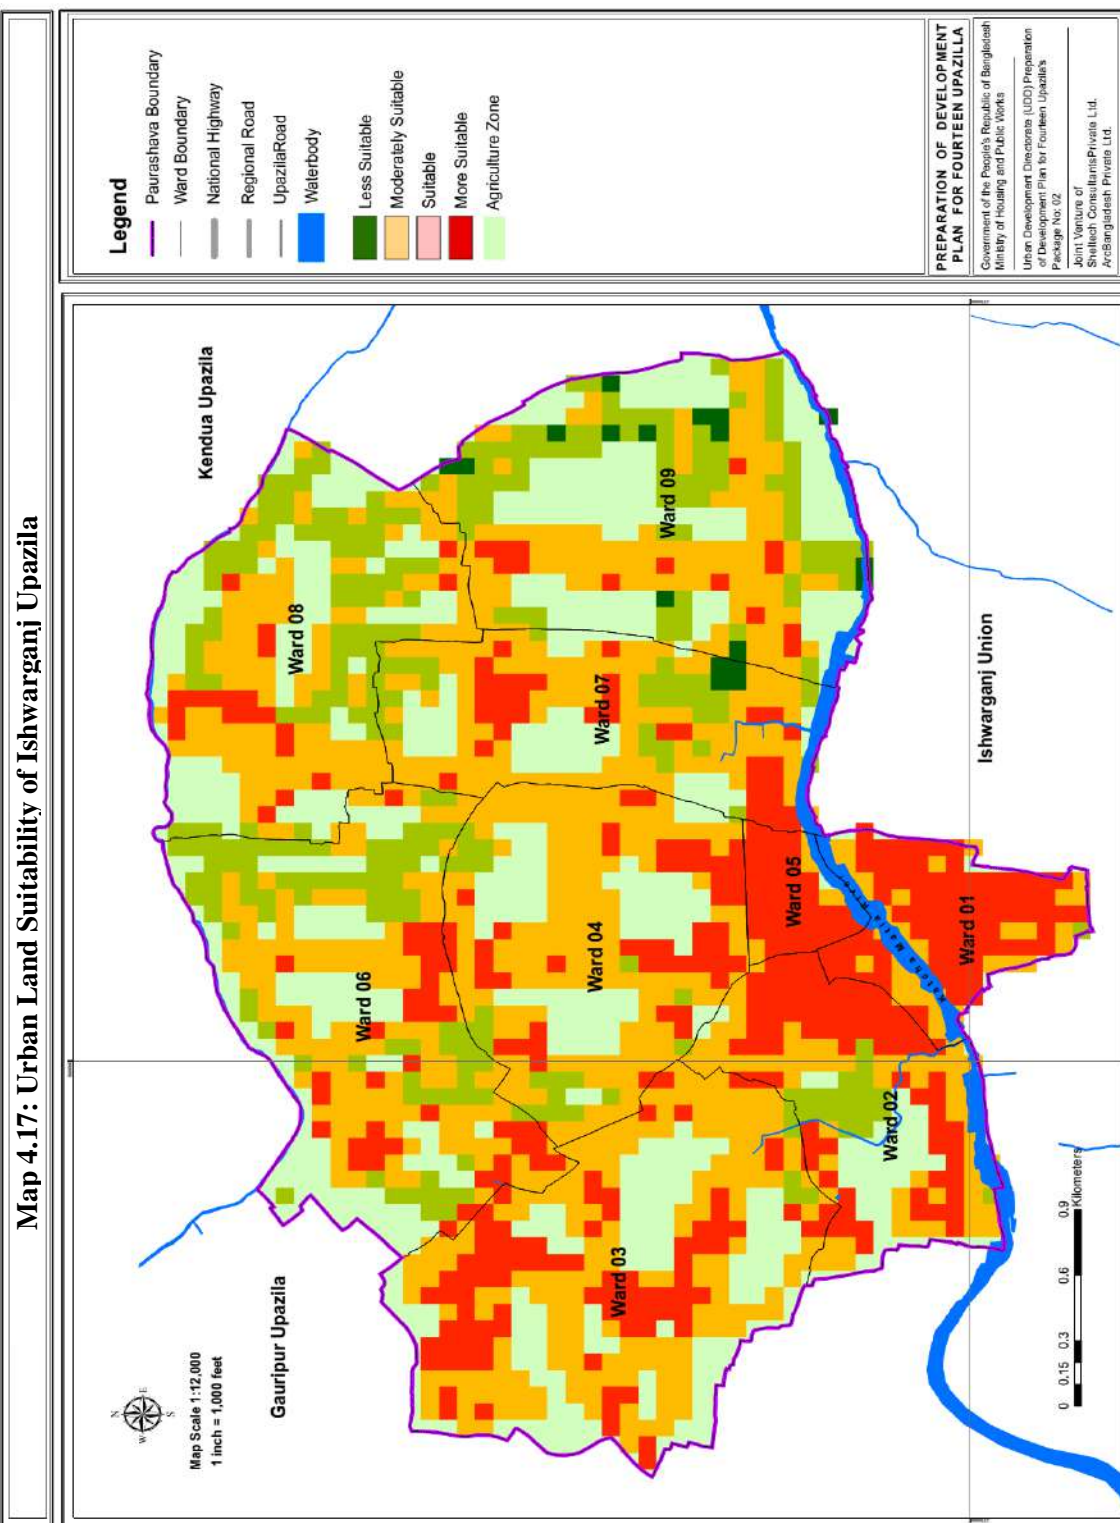 Map 4.17: Urban Land Suitability of Ishwarganj Upazila
Legend
Paurashava Boundary
Ward Boundary
National Highway
Regional Road
UpazilaRoad
Waterbody
Less Suitable
Moderately Suitable
Suitable
More Suitable
Agriculture Zone
PREPARATION OF DEVELOPMENT
PLAN FOR FOURTEEN UPAZILLA
Government of the People's Republic of Bangladesh
Ministry of Housing and Public Works
Urban Development Directorate (UDD) Preparation
of Development Plan for Fourteen Upazila's
Package No: 02
Joint Venture of
Sheltech ConsultantsPrivate Ltd.
ArcBangladesh Private Ltd.
N
W
E
S
Map Scale 1:12,000
1 inch = 1,000 feet
Gauripur Upazila
Kendua Upazila
Ward 08
Ward 06
Ward 07
Ward 09
Ward 04
Ward 03
Ward 05
Ward 02
Ward 01
Ishwarganj Union
0 0.15 0.3 0.6 0.9
Kilometers